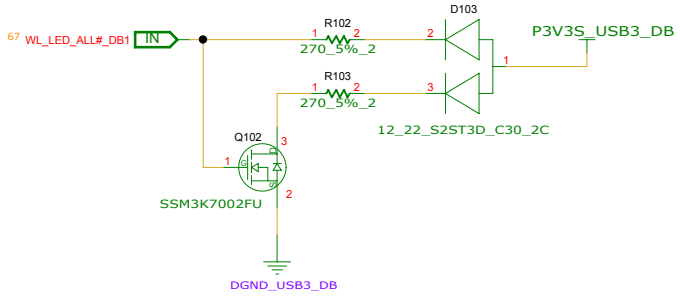 D103
R102
P3V3S_USB3_DB
67 WL_LED_ALL#_DB1 IN
1 2 2
270_5%_2
1
R103
1 2 3
270_5%_2
12_22_S2ST3D_C30_2C
Q102
3
D
1 G
S
2
SSM3K7002FU
DGND_USB3_DB